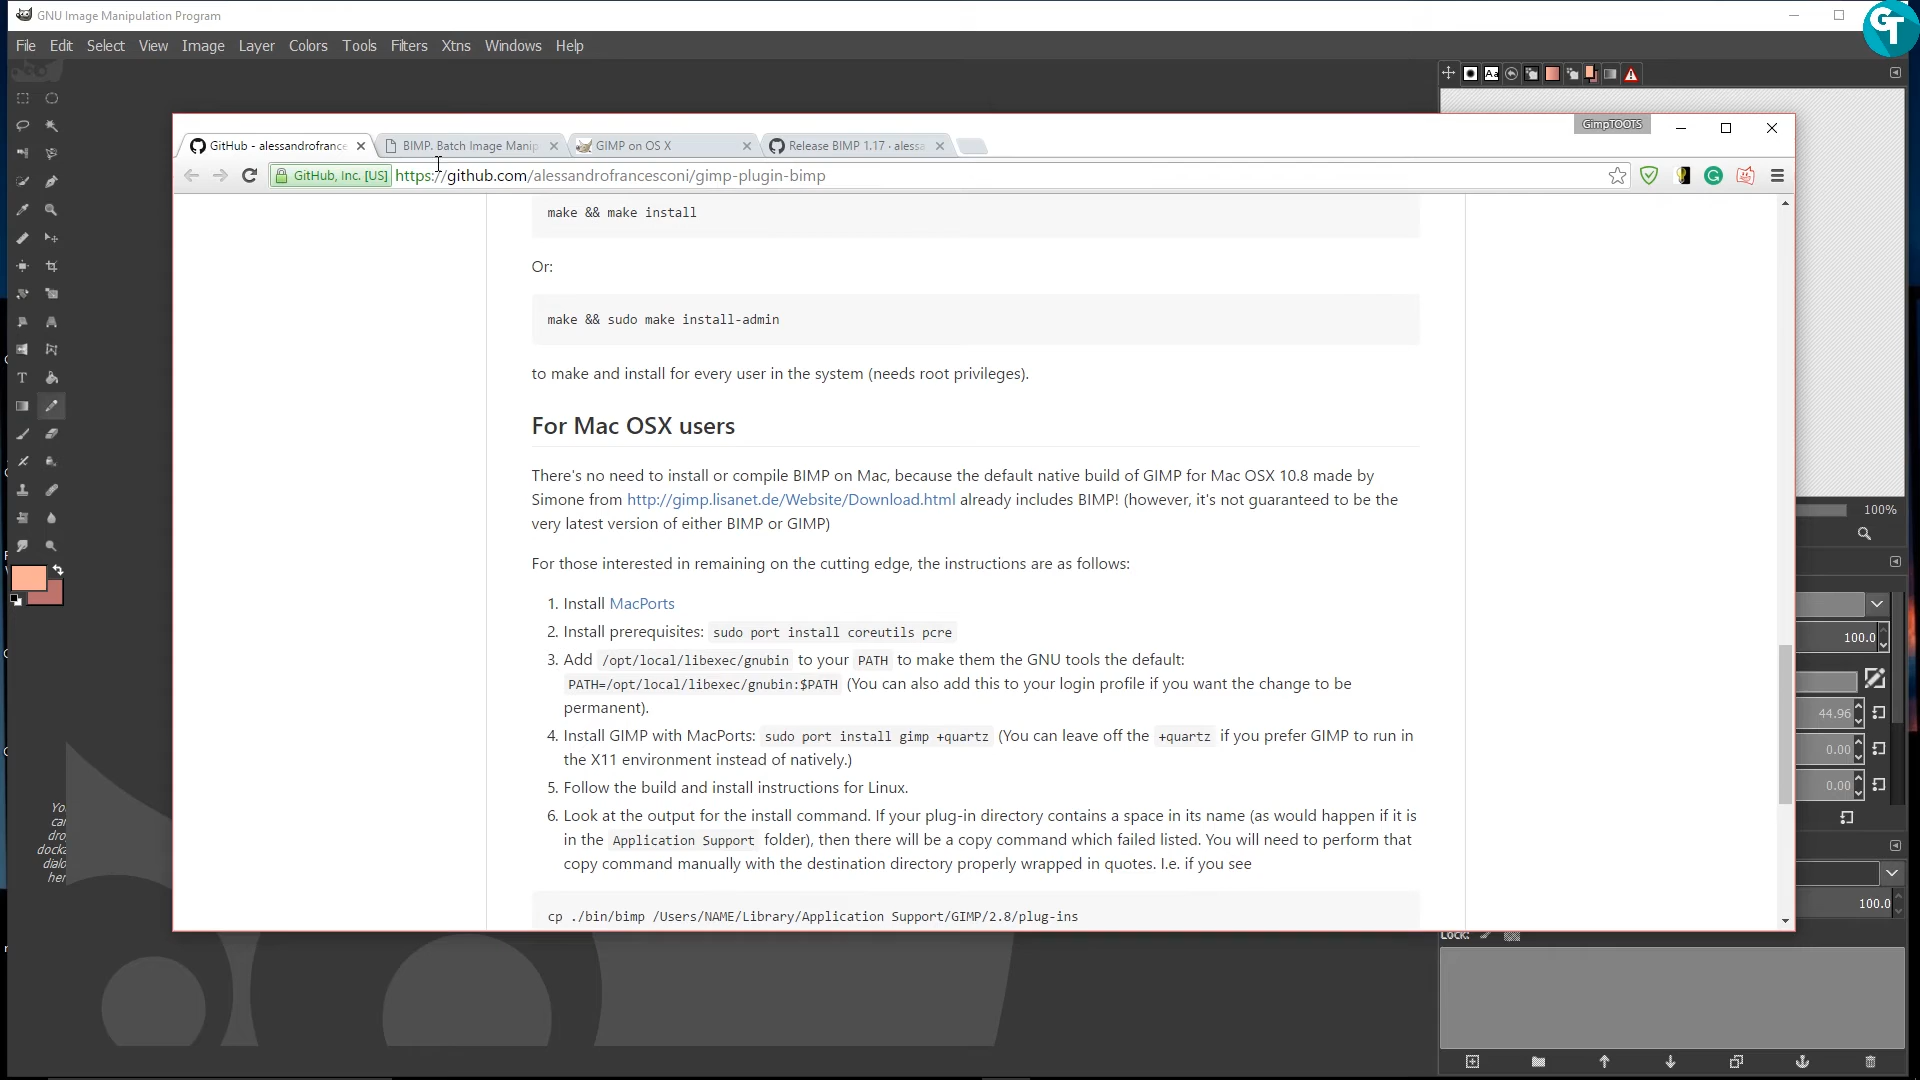 GNU Image Manipulation Program
GT
File Edit Select View Image Layer Colors Tools Filters Xtns Windows Help
Aa
GimpTOOTS
GitHub - alessandrofrance
BIMP. Batch Image Manip
GIMP on OS X
Release BIMP 1.17 · alessa
GitHub, Inc. [US] https://github.com/alessandrofrancesconi/gimp-plugin-bimp
make && make install
Or:
make && sudo make install-admin
to make and install for every user in the system (needs root privileges).
For Mac OSX users
There's no need to install or compile BIMP on Mac, because the default native build of GIMP for Mac OSX 10.8 made by
Simone from http://gimp.lisanet.de/Website/Download.html already includes BIMP! (however, it's not guaranteed to be the
very latest version of either BIMP or GIMP)
For those interested in remaining on the cutting edge, the instructions are as follows:
1. Install MacPorts
2. Install prerequisites: sudo port install coreutils pcre
3. Add /opt/local/libexec/gnubin to your PATH to make them the GNU tools the default:
PATH=/opt/local/libexec/gnubin:$PATH (You can also add this to your login profile if you want the change to be
permanent).
4. Install GIMP with MacPorts: sudo port install gimp +quartz (You can leave off the +quartz if you prefer GIMP to run in
the X11 environment instead of natively.)
5. Follow the build and install instructions for Linux.
6. Look at the output for the install command. If your plug-in directory contains a space in its name (as would happen if it is
in the Application Support folder), then there will be a copy command which failed listed. You will need to perform that
copy command manually with the destination directory properly wrapped in quotes. I.e. if you see
cp ./bin/bimp /Users/NAME/Library/Application Support/GIMP/2.8/plug-ins
100%
100.0
44.96
0.00
0.00
100.0
Lock:
Yo
can
dro
docka
dialo
her